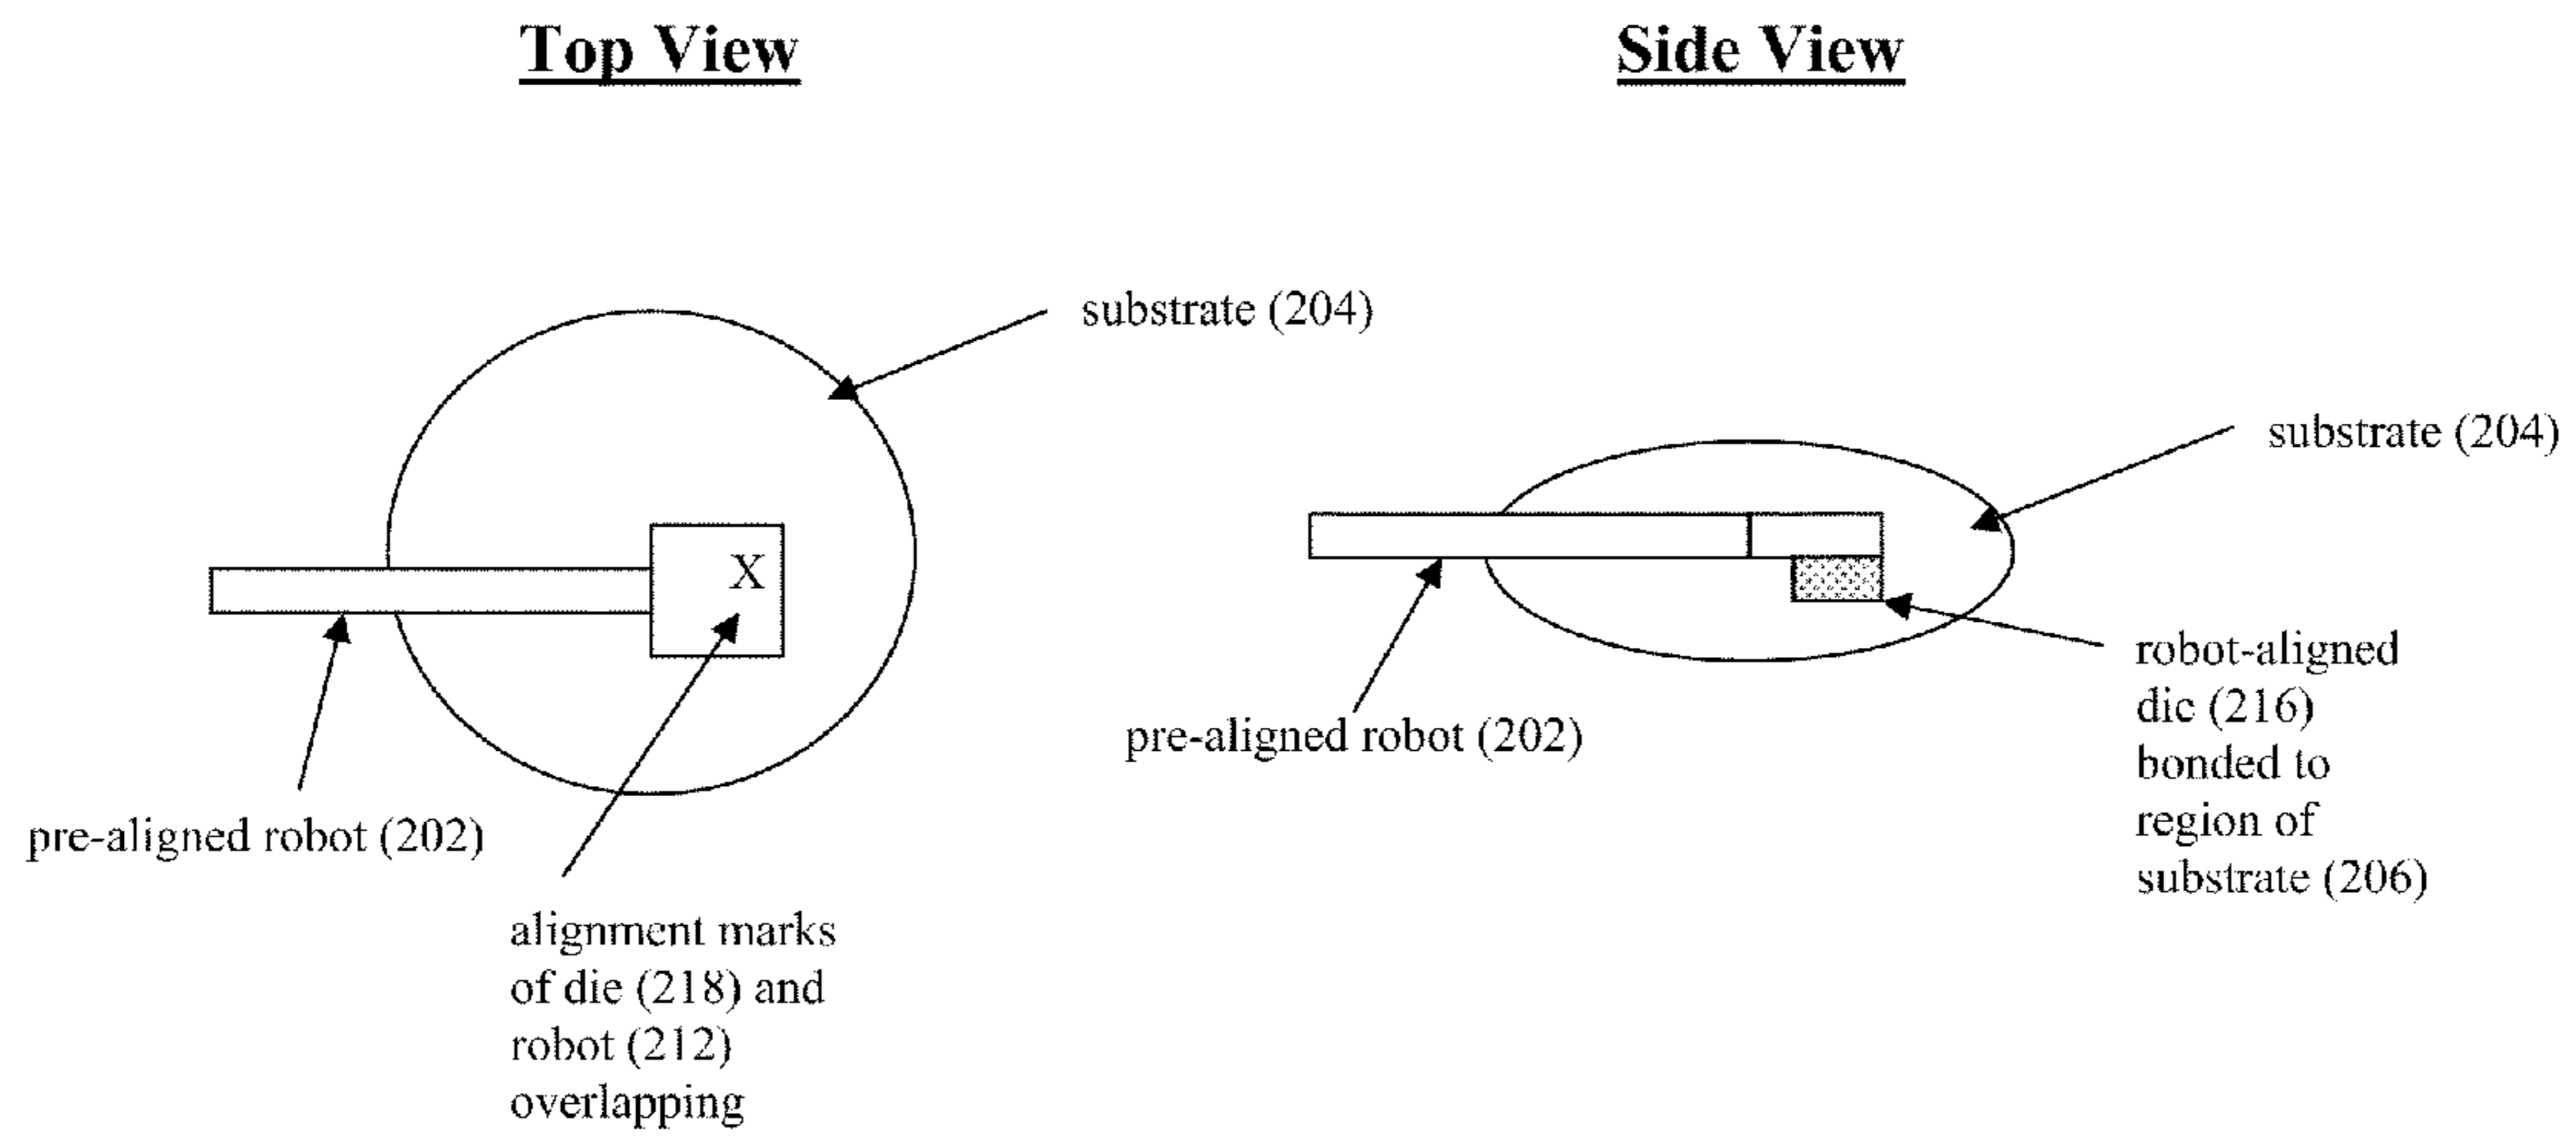 Top View
Side View
substrate (204)
substrate (204)
X
pre-aligned robot (202)
pre-aligned robot (202)
robot-aligned
die (216)
bonded to
region of
substrate (206)
alignment marks
of die (218) and
robot (212)
overlapping